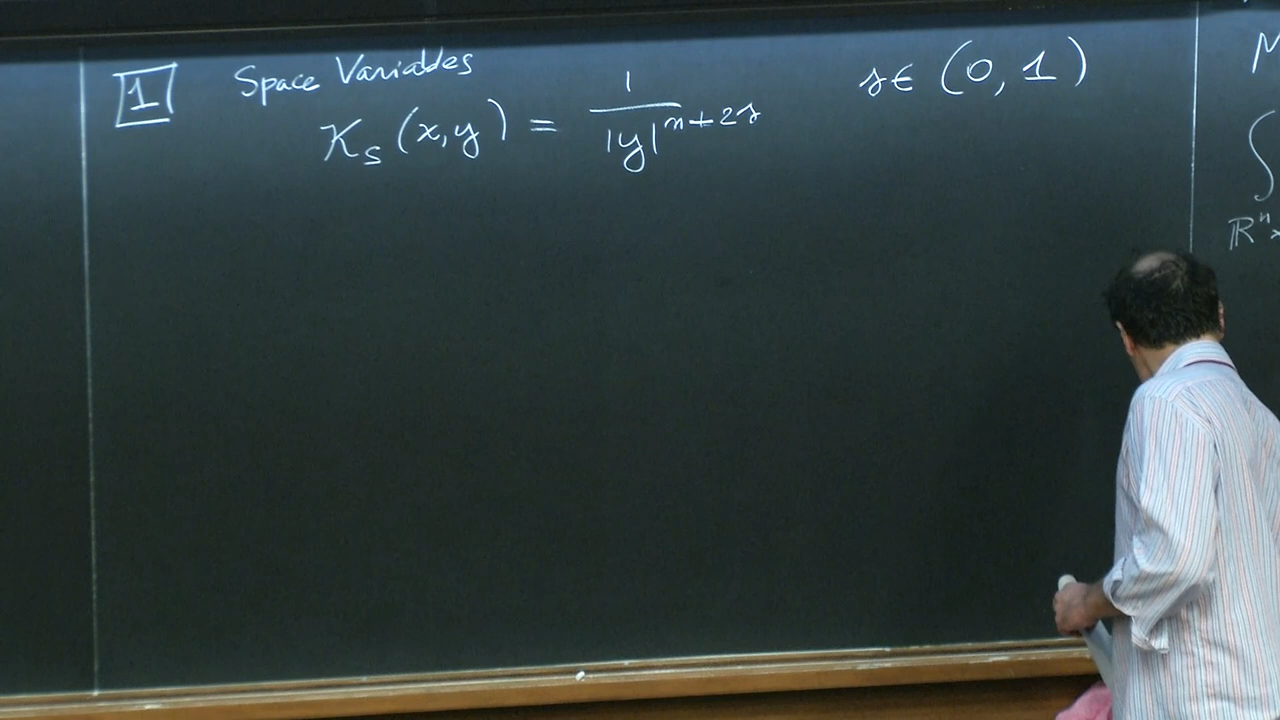 1 Space Variables
K_s (x,y) = 1 / |y|^{n+2s} s ∈ (0, 1)
M
∫
ℝ^n x